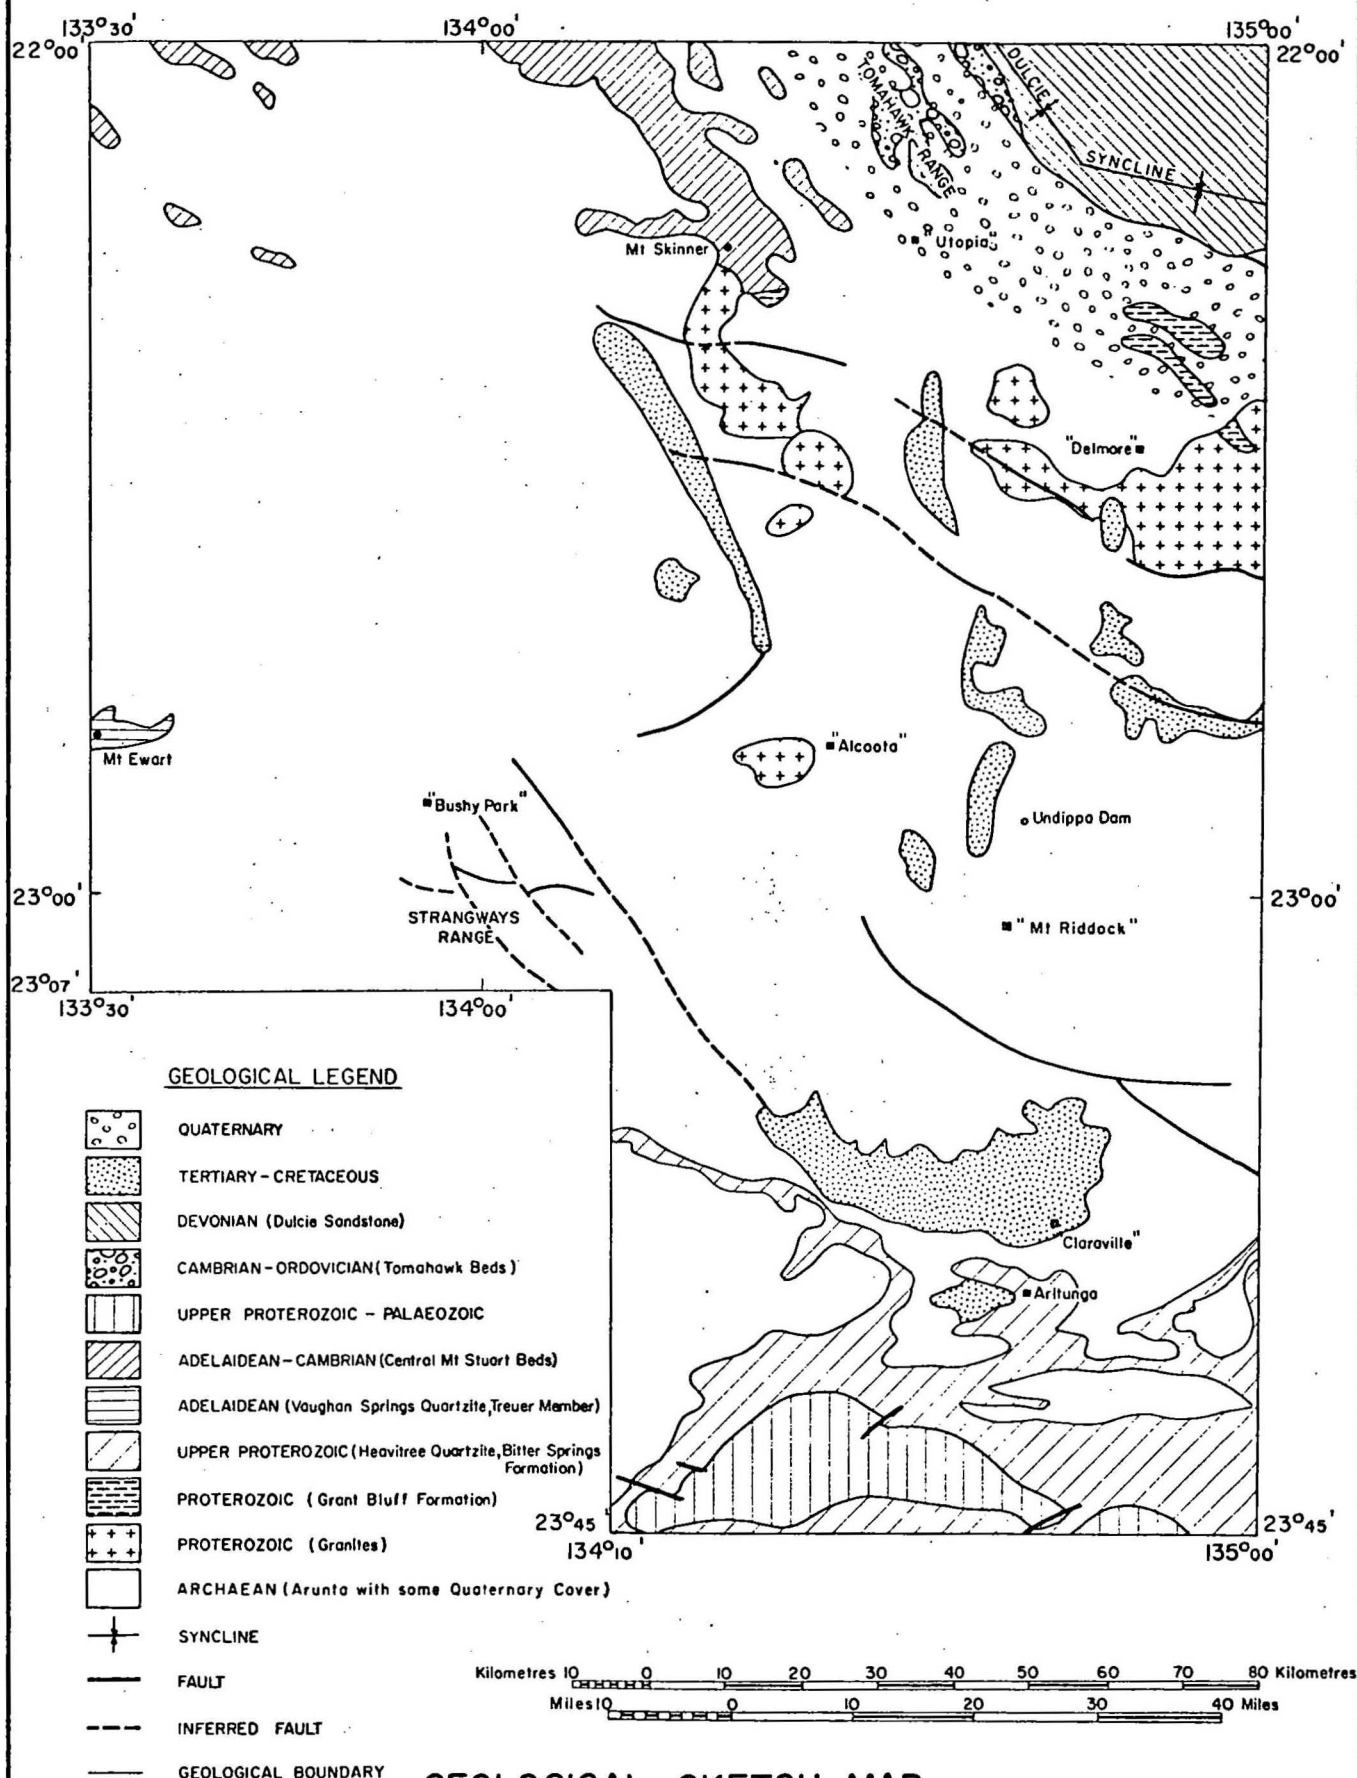 133°30'
134°00'
135°00'
22°00'
22°00'
DULCIE
TOMAHAWK RANGE
SYNCLINE
Mt Skinner
"Utopia"
"Delmore"
Mt Ewart
"Alcoota"
"Bushy Park"
Undippa Dam
23°00'
23°00'
STRANGWAYS
RANGE
"Mt Riddock"
23°07'
133°30'
134°00'
GEOLOGICAL LEGEND
QUATERNARY
TERTIARY-CRETACEOUS
DEVONIAN (Dulcie Sandstone)
CAMBRIAN-ORDOVICIAN (Tomahawk Beds)
UPPER PROTEROZOIC - PALAEOZOIC
ADELAIDEAN-CAMBRIAN (Central Mt Stuart Beds)
ADELAIDEAN (Vaughan Springs Quartzite, Treuer Member)
UPPER PROTEROZOIC (Heavitree Quartzite, Bitter Springs
Formation)
PROTEROZOIC (Grant Bluff Formation)
PROTEROZOIC (Granites)
ARCHAEAN (Arunta with some Quaternary Cover)
SYNCLINE
FAULT
INFERRED FAULT
GEOLOGICAL BOUNDARY
"Claraville"
Aritunga
23°45'
23°45'
134°10'
135°00'
Kilometres 10 0 10 20 30 40 50 60 70 80 Kilometres
Miles 10 0 10 20 30 40 Miles
GEOLOGICAL SKETCH MAP